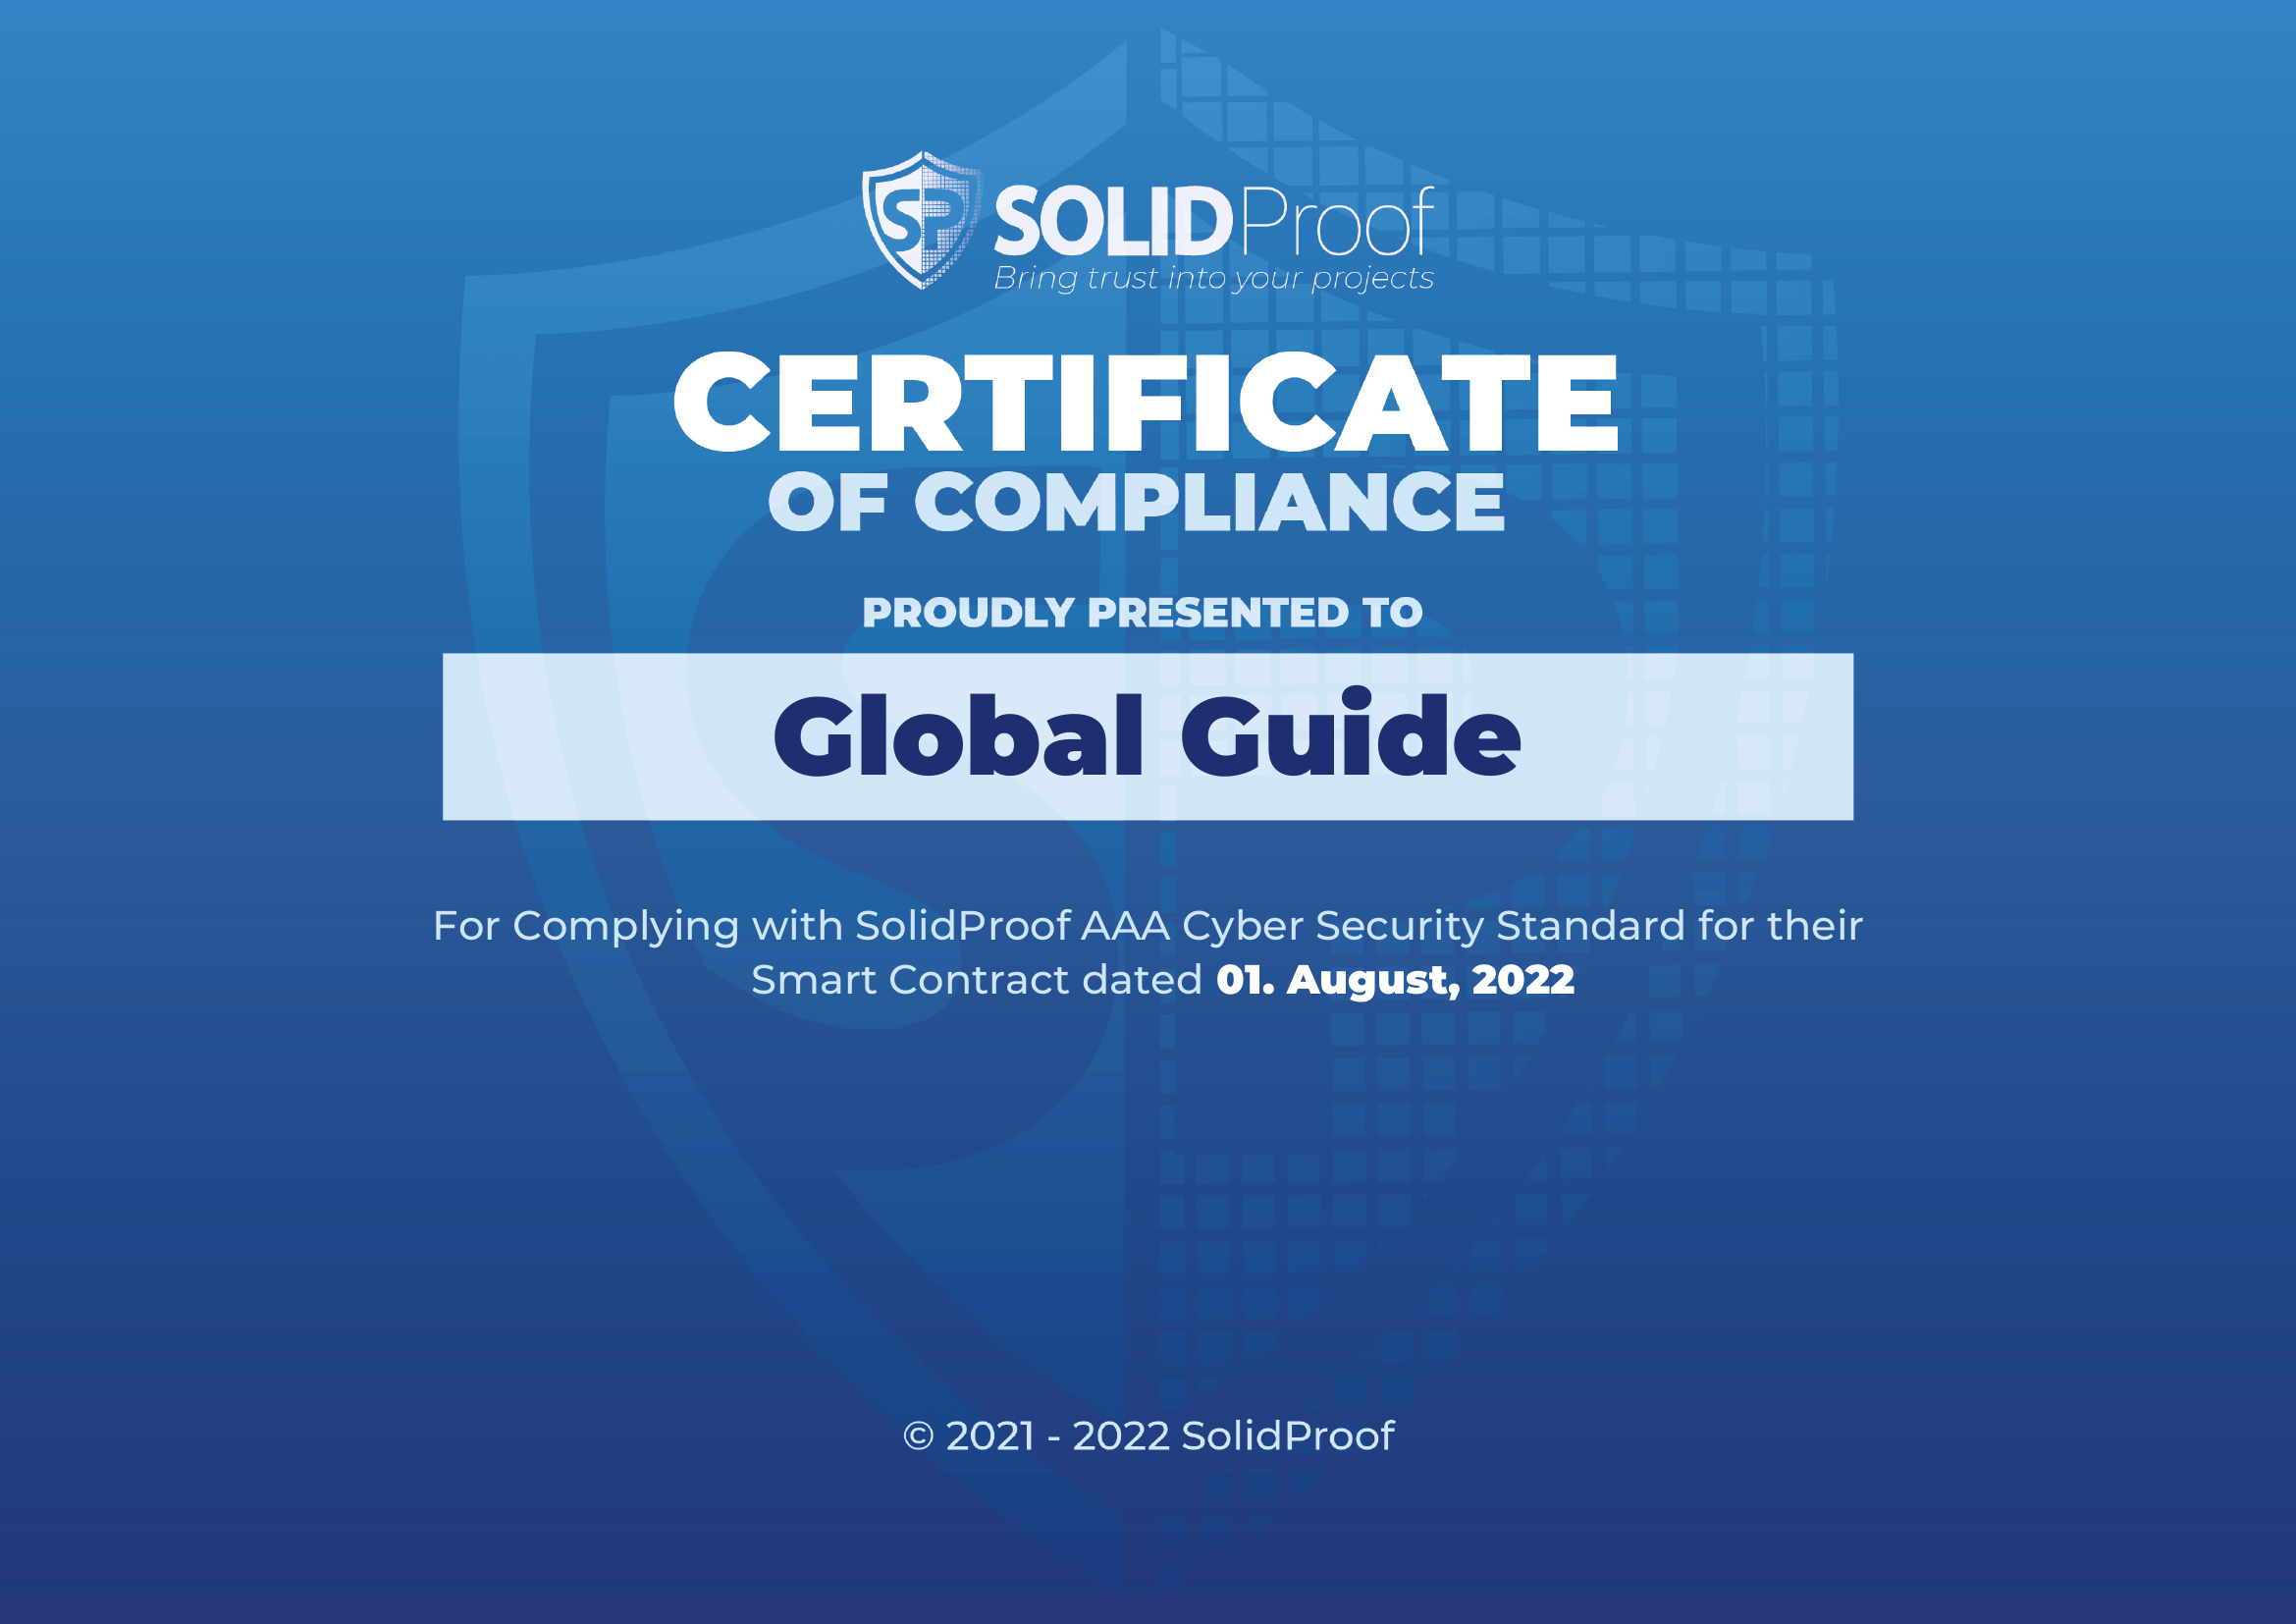 SP SOLIDProof
Bring trust into your projects
CERTIFICATE
OF COMPLIANCE
PROUDLY PRESENTED TO
Global Guide
For Complying with SolidProof AAA Cyber Security Standard for their
Smart Contract dated 01. August, 2022
© 2021 - 2022 SolidProof